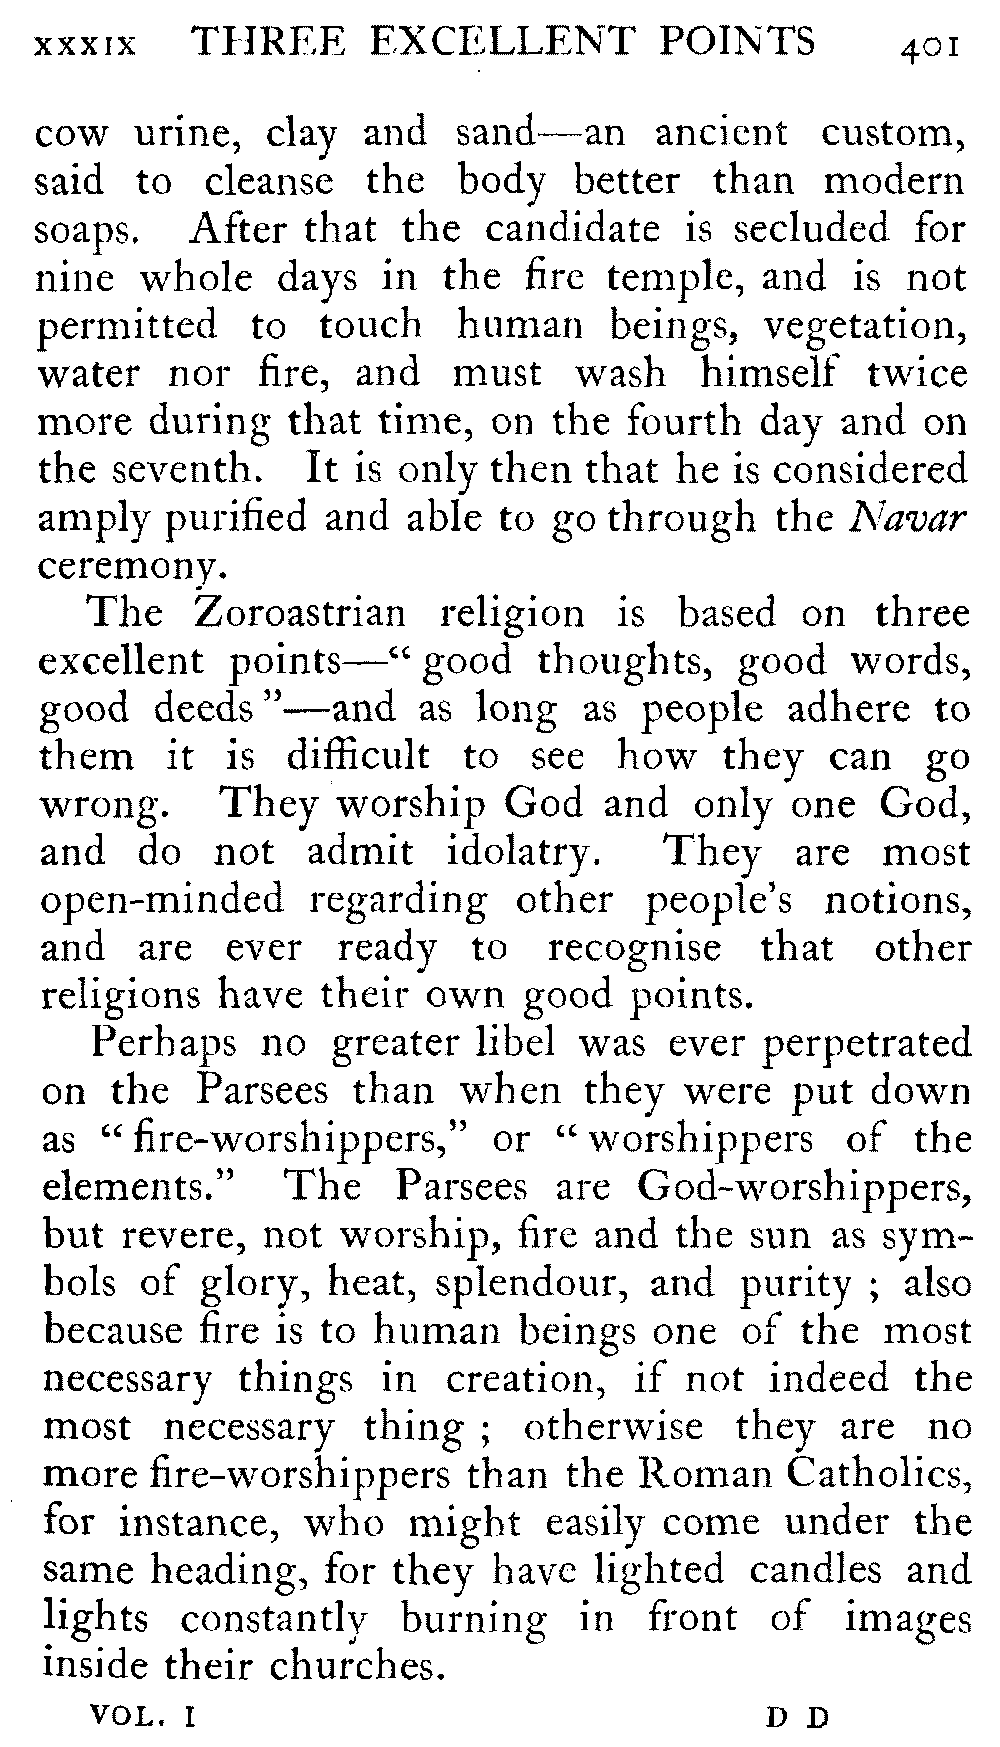 xxxix THREE EXCELLENT POINTS 401
cow urine, clay and sand—an ancient custom,
said to cleanse the body better than modern
soaps. After that the candidate is secluded for
nine whole days in the fire temple, and is not
permitted to touch human beings, vegetation,
water nor fire, and must wash himself twice
more during that time, on the fourth day and on
the seventh. It is only then that he is considered
amply purified and able to go through the Navar
ceremony.
The Zoroastrian religion is based on three
excellent points—“ good thoughts, good words,
good deeds ”—and as long as people adhere to
them it is difficult to see how they can go
wrong. They worship God and only one God,
and do not admit idolatry. They are most
open-minded regarding other people’s notions,
and are ever ready to recognise that other
religions have their own good points.
Perhaps no greater libel was ever perpetrated
on the Parsees than when they were put down
as “ fire-worshippers,” or “ worshippers of the
elements.” The Parsees are God-worshippers,
but revere, not worship, fire and the sun as sym-
bols of glory, heat, splendour, and purity ; also
because fire is to human beings one of the most
necessary things in creation, if not indeed the
most necessary thing ; otherwise they are no
more fire-worshippers than the Roman Catholics,
for instance, who might easily come under the
same heading, for they have lighted candles and
lights constantly burning in front of images
inside their churches.
VOL. I D D